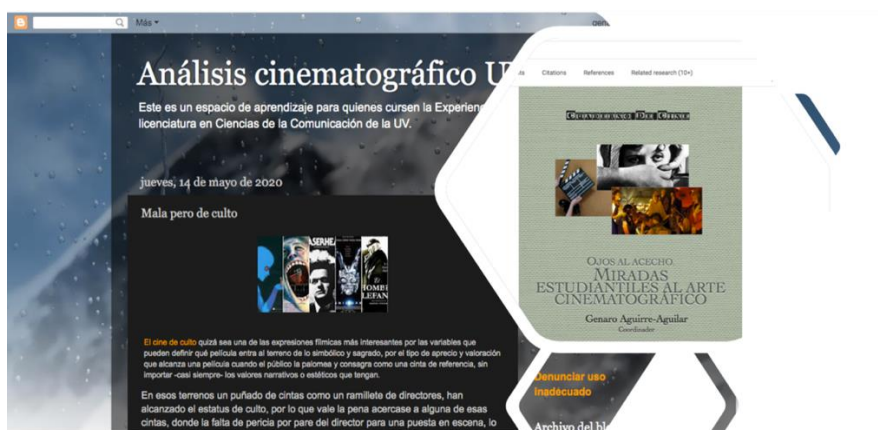 Más
Análisis cinematográfico U
Este es un espacio de aprendizaje para quienes cursen la Experien
licenciatura en Ciencias de la Comunicación de la UV.
jueves, 14 de mayo de 2020
Mala pero de culto
ASERHE
HOMB
LEFAN
El cine de culto quizá sea una de las expresiones fílmicas más interesantes por las variables que
pueden definir qué película entra al terreno de lo simbólico y sagrado, por el tipo de aprecio y valoración
que alcanza una película cuando el público la palomea y consagra como una cinta de referencia, sin
importar -casi siempre- los valores narrativos o estéticos que tengan.
En esos terrenos un puñado de cintas como un ramillete de directores, han
alcanzado el estatus de culto, por lo que vale la pena acercase a alguna de esas
cintas, donde la falta de pericia por pare del director para una puesta en escena, lo
Citations
References
Related research (10+)
OJOS AL ACECHO
MIRADAS
ESTUDIANTILES AL ARTE
CINEMATOGRÁFICO
Genaro Aguirre-Aguilar
Coordinador
Denunciar uso
inadecuado
Archivo del bl